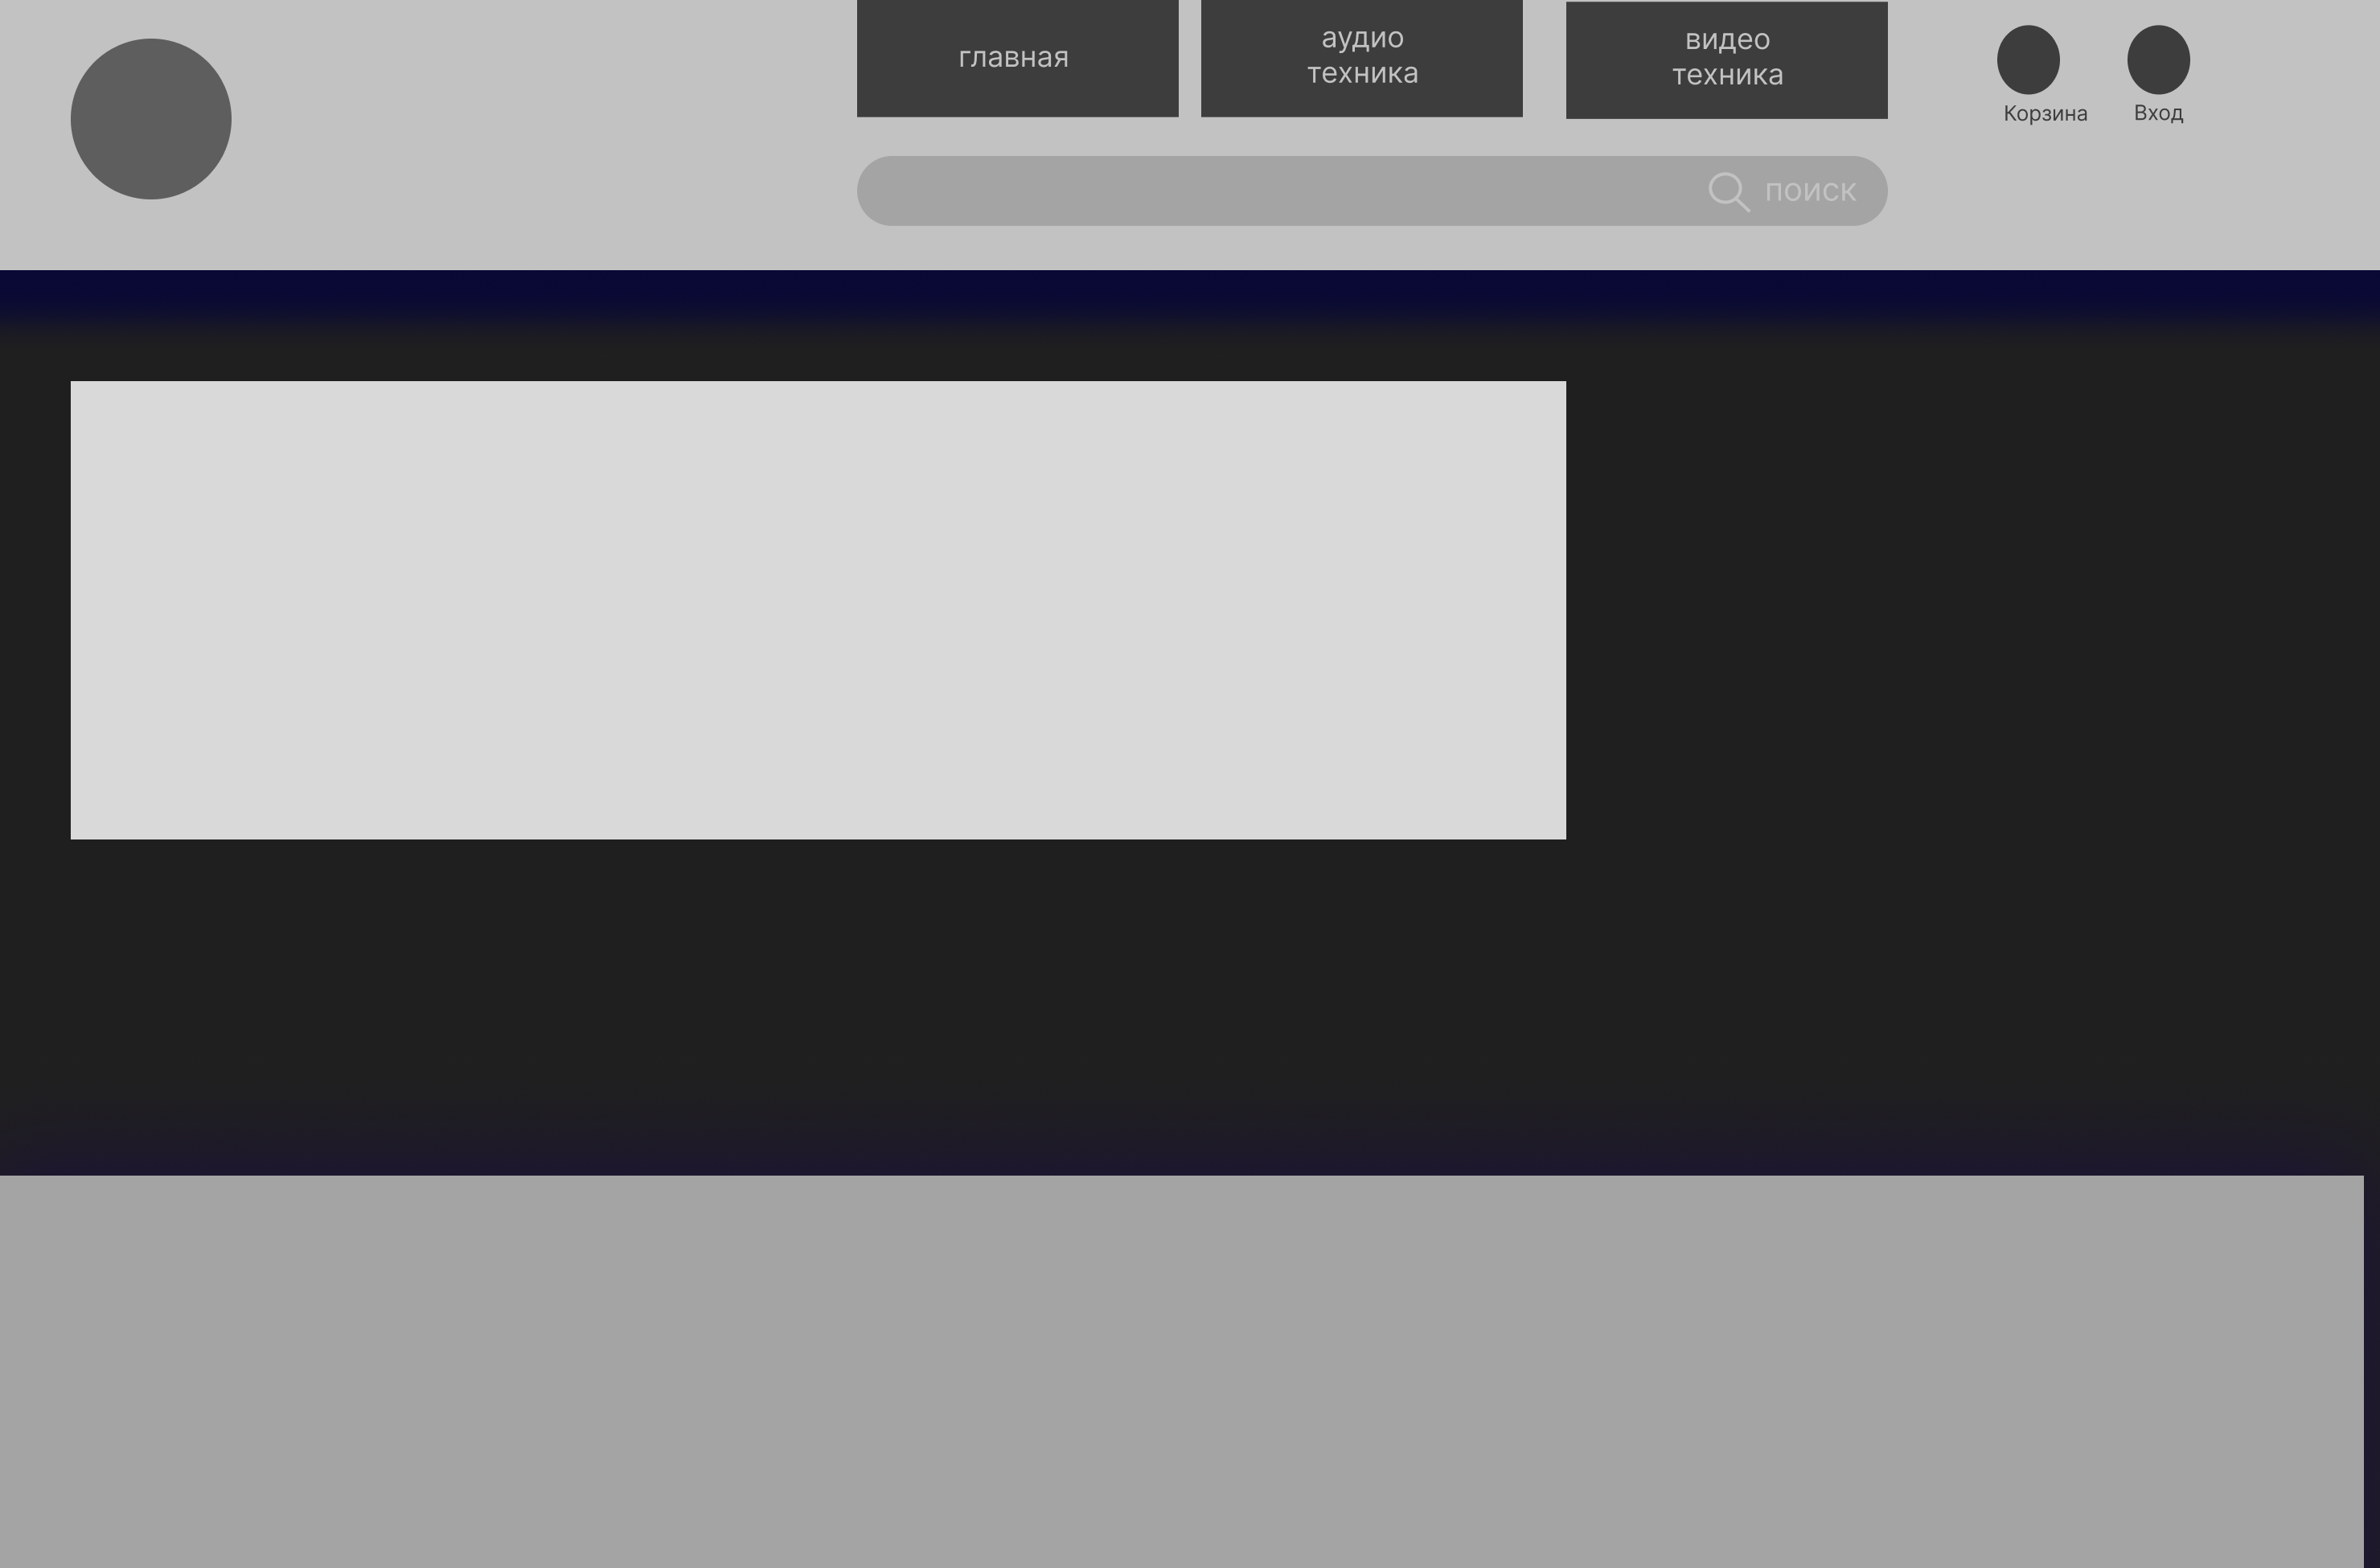 главная
аудио
техника
видео
техника
Корзина
Вход
поиск